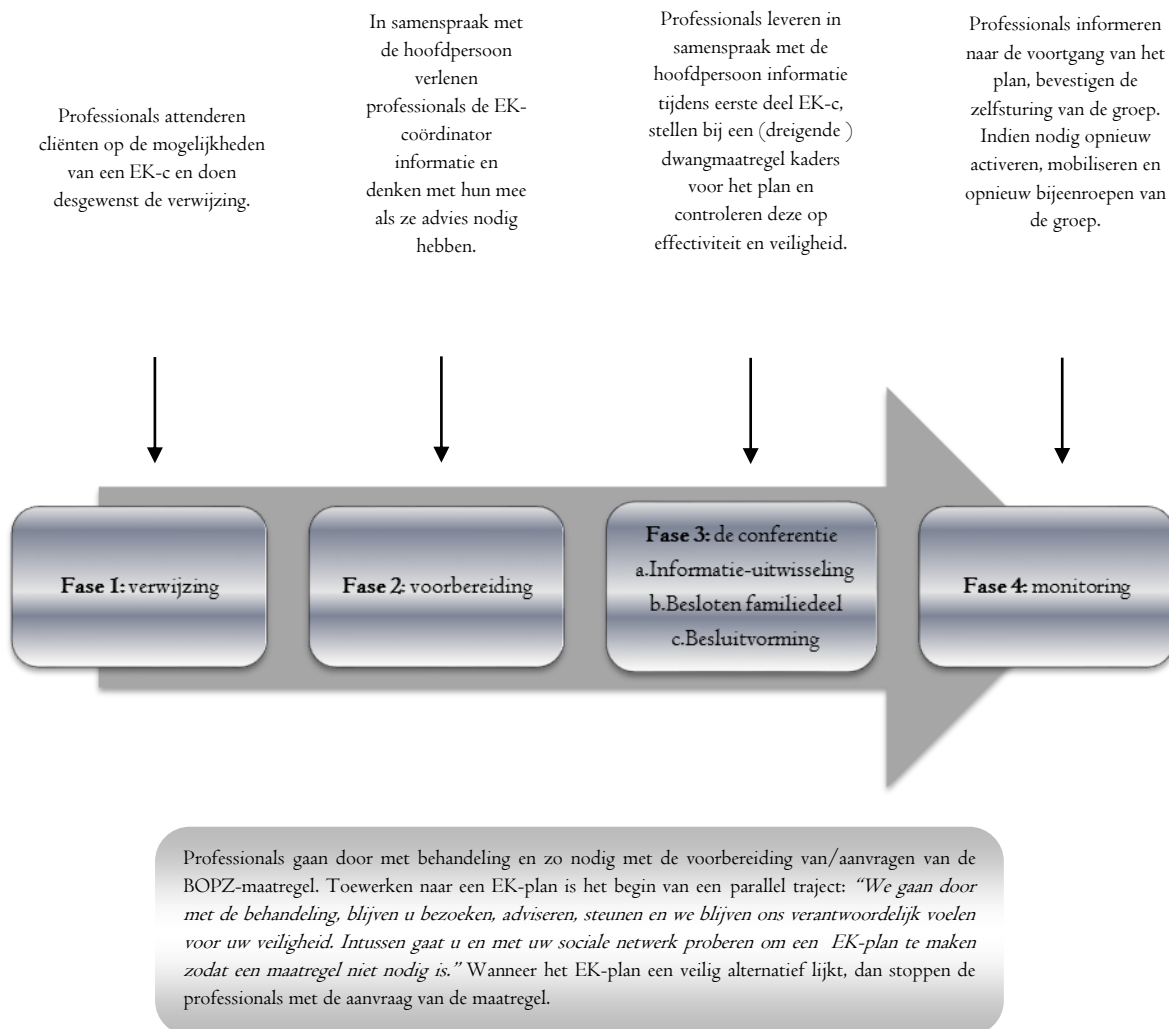 Professionals attenderen
cliënten op de mogelijkheden
van een EK-c en doen
desgewenst de verwijzing.
In samenspraak met
de hoofdpersoon
verlenen
professionals de EK-
coördinator
informatie en
denken met hun mee
als ze advies nodig
hebben.
Professionals leveren in
samenspraak met de
hoofdpersoon informatie
tijdens eerste deel EK-c,
stellen bij een (dreigende )
dwangmaatregel kaders
voor het plan en
controleren deze op
effectiviteit en veiligheid.
Professionals informeren
naar de voortgang van het
plan, bevestigen de
zelfsturing van de groep.
Indien nodig opnieuw
activeren, mobiliseren en
opnieuw bijeenroepen van
de groep.
Fase 1: verwijzing
Fase 2: voorbereiding
Fase 3: de conferentie
a.Informatie-uitwisseling
b.Besloten familiedeel
c.Besluitvorming
Fase 4: monitoring
Professionals gaan door met behandeling en zo nodig met de voorbereiding van/aanvragen van de
BOPZ-maatregel. Toewerken naar een EK-plan is het begin van een parallel traject: “We gaan door
met de behandeling, blijven u bezoeken, adviseren, steunen en we blijven ons verantwoordelijk voelen
voor uw veiligheid. Intussen gaat u en met uw sociale netwerk proberen om een EK-plan te maken
zodat een maatregel niet nodig is.” Wanneer het EK-plan een veilig alternatief lijkt, dan stoppen de
professionals met de aanvraag van de maatregel.